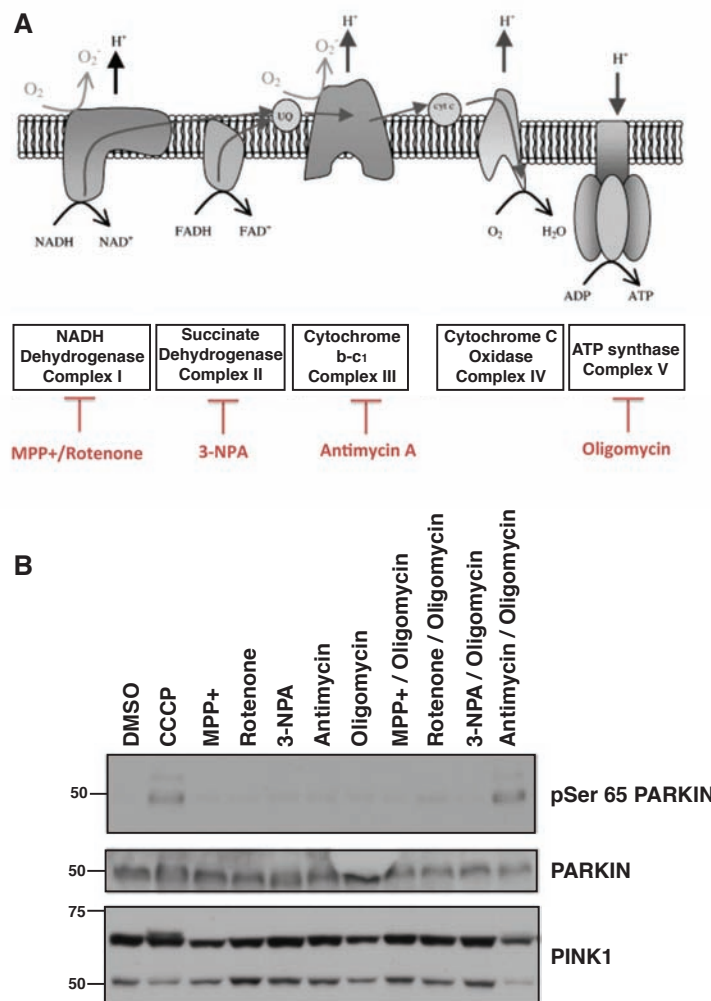 A
H⁺
O₂⁻
O₂
H⁺
O₂⁻
O₂
H⁺
H⁺
UQ
cyt c
NADH
NAD⁺
FADH
FAD⁺
O₂
H₂O
ADP
ATP
NADH
Dehydrogenase
Complex I
Succinate
Dehydrogenase
Complex II
Cytochrome
b-c₁
Complex III
Cytochrome C
Oxidase
Complex IV
ATP synthase
Complex V
MPP+/Rotenone
3-NPA
Antimycin A
Oligomycin
B
DMSO
CCCP
MPP+
Rotenone
3-NPA
Antimycin
Oligomycin
MPP+ / Oligomycin
Rotenone / Oligomycin
3-NPA / Oligomycin
Antimycin / Oligomycin
50
pSer 65 PARKIN
50
PARKIN
75
50
PINK1